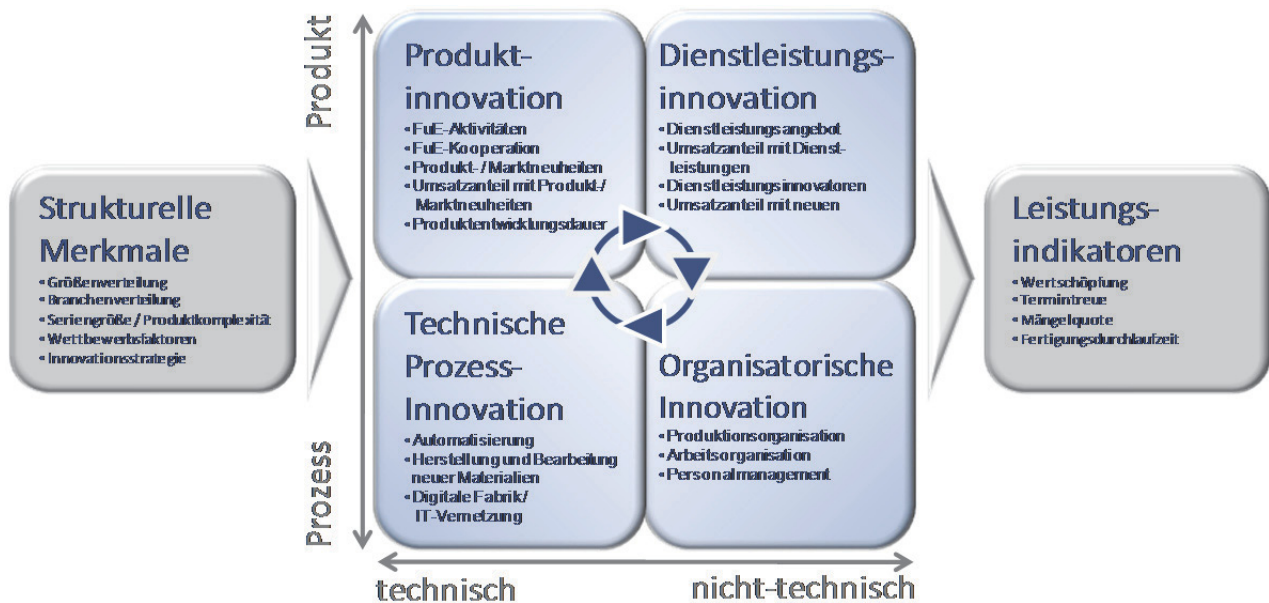 Produkt
Prozess
Strukturelle
Merkmale
• Größenverteilung
• Branchenverteilung
• Seriengröße / Produktkomplexität
• Wettbewerbsfaktoren
• Innovationsstrategie
Produkt-
innovation
• FuE-Aktivitäten
• FuE-Kooperation
• Produkt- / Marktneuheiten
• Umsatzanteil mit Produkt-/
Marktneuheiten
• Produktentwicklungsdauer
Dienstleistungs-
innovation
• Dienstleistungsangebot
• Umsatzanteil mit Dienst-
leistungen
• Dienstleistungsinnovatoren
• Umsatzanteil mit neuen
Technische
Prozess-
Innovation
• Automatisierung
• Herstellung und Bearbeitung
neuer Materialien
• Digitale Fabrik/
IT-Vernetzung
Organisatorische
Innovation
• Produktionsorganisation
• Arbeitsorganisation
• Personalmanagement
Leistungs-
indikatoren
• Wertschöpfung
• Termintreue
• Mängelquote
• Fertigungsdurchlaufzeit
technisch
nicht-technisch